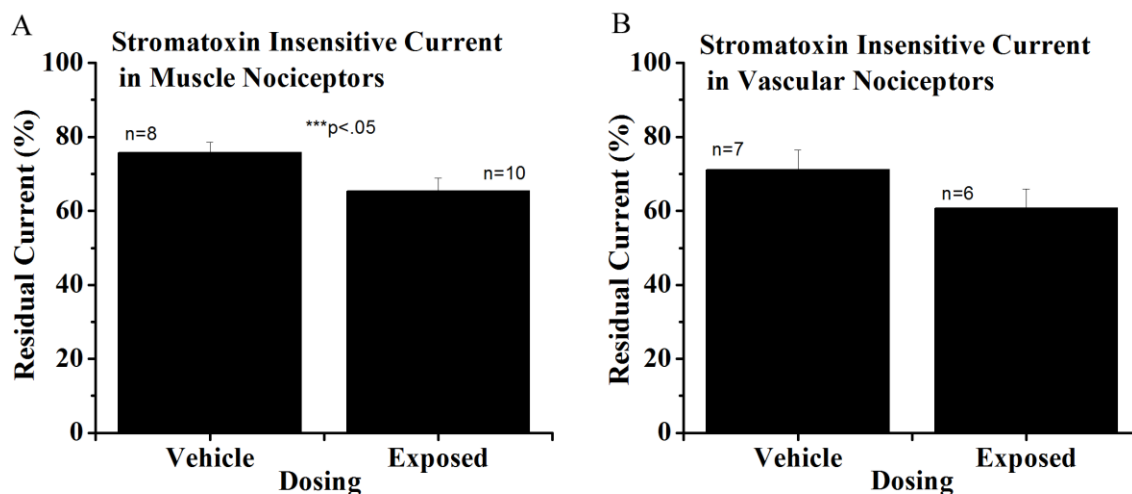 A
Stromatoxin Insensitive Current
in Muscle Nociceptors
Residual Current (%)
100
80
60
40
20
0
n=8
***p<.05
n=10
Vehicle
Exposed
Dosing
B
Stromatoxin Insensitive Current
in Vascular Nociceptors
Residual Current (%)
100
80
60
40
20
0
n=7
n=6
Vehicle
Exposed
Dosing